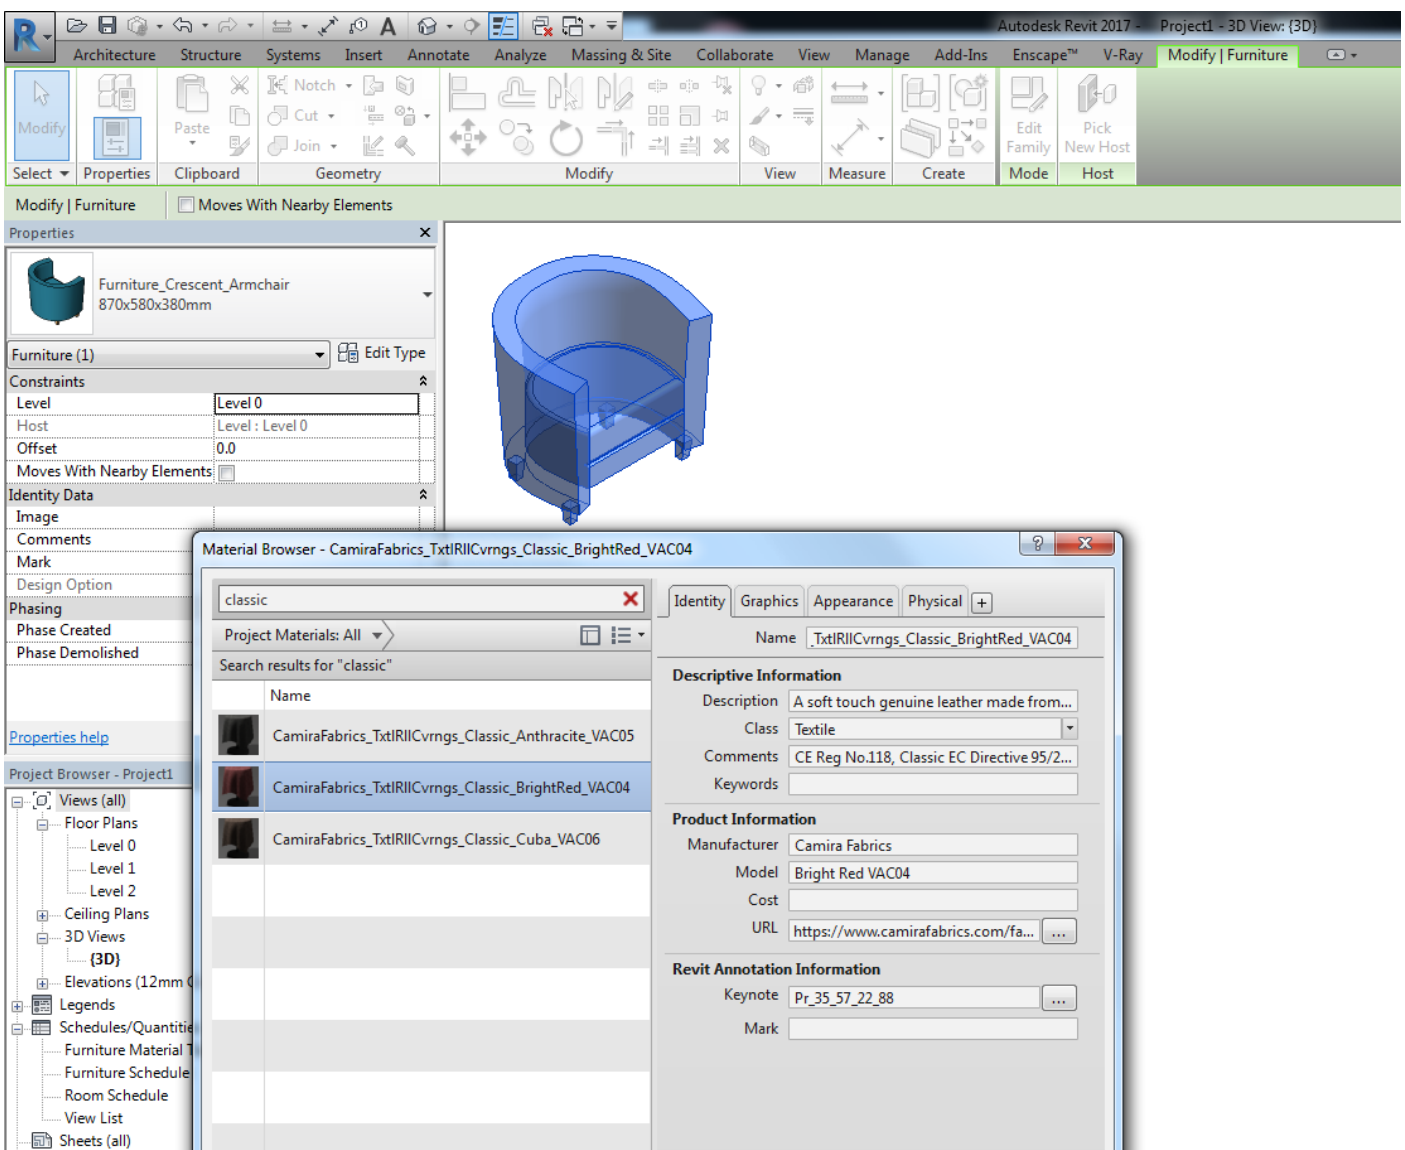 Autodesk Revit 2017 - Project1 - 3D View: {3D}
Architecture Structure Systems Insert Annotate Analyze Massing & Site Collaborate View Manage Add-Ins Enscape™ V-Ray Modify | Furniture
Modify
Paste
Notch
Cut
Join
Edit Family
Pick New Host
Select Properties Clipboard Geometry Modify View Measure Create Mode Host
Modify | Furniture Moves With Nearby Elements
Properties
Furniture_Crescent_Armchair
870x580x380mm
Furniture (1) Edit Type
Constraints
Level Level 0
Host Level : Level 0
Offset 0.0
Moves With Nearby Elements
Identity Data
Image
Comments
Mark
Design Option
Phasing
Phase Created
Phase Demolished
Properties help
Project Browser - Project1
Views (all)
Floor Plans
Level 0
Level 1
Level 2
Ceiling Plans
3D Views
{3D}
Elevations (12mm
Legends
Schedules/Quantitie
Furniture Material
Furniture Schedule
Room Schedule
View List
Sheets (all)
Material Browser - CamiraFabrics_TxtlRllCvrngs_Classic_BrightRed_VAC04
classic
Project Materials: All
Search results for "classic"
Name
CamiraFabrics_TxtlRllCvrngs_Classic_Anthracite_VAC05
CamiraFabrics_TxtlRllCvrngs_Classic_BrightRed_VAC04
CamiraFabrics_TxtlRllCvrngs_Classic_Cuba_VAC06
Identity Graphics Appearance Physical +
Name _TxtlRllCvrngs_Classic_BrightRed_VAC04
Descriptive Information
Description A soft touch genuine leather made from...
Class Textile
Comments CE Reg No.118, Classic EC Directive 95/2...
Keywords
Product Information
Manufacturer Camira Fabrics
Model Bright Red VAC04
Cost
URL https://www.camirafabrics.com/fa... ...
Revit Annotation Information
Keynote Pr_35_57_22_88 ...
Mark